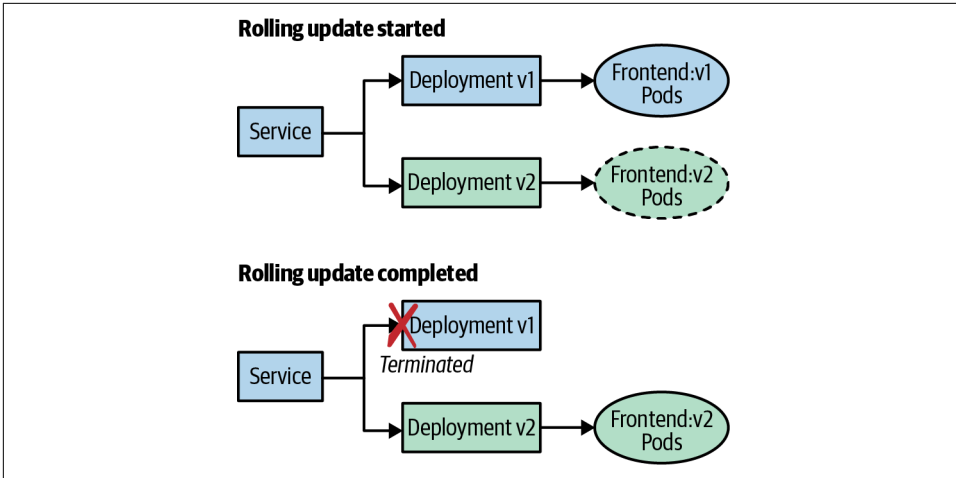 Rolling update started
Deployment v1
Frontend:v1
Pods
Service
Deployment v2
Frontend:v2
Pods
Rolling update completed
Deployment v1
Terminated
Service
Deployment v2
Frontend:v2
Pods